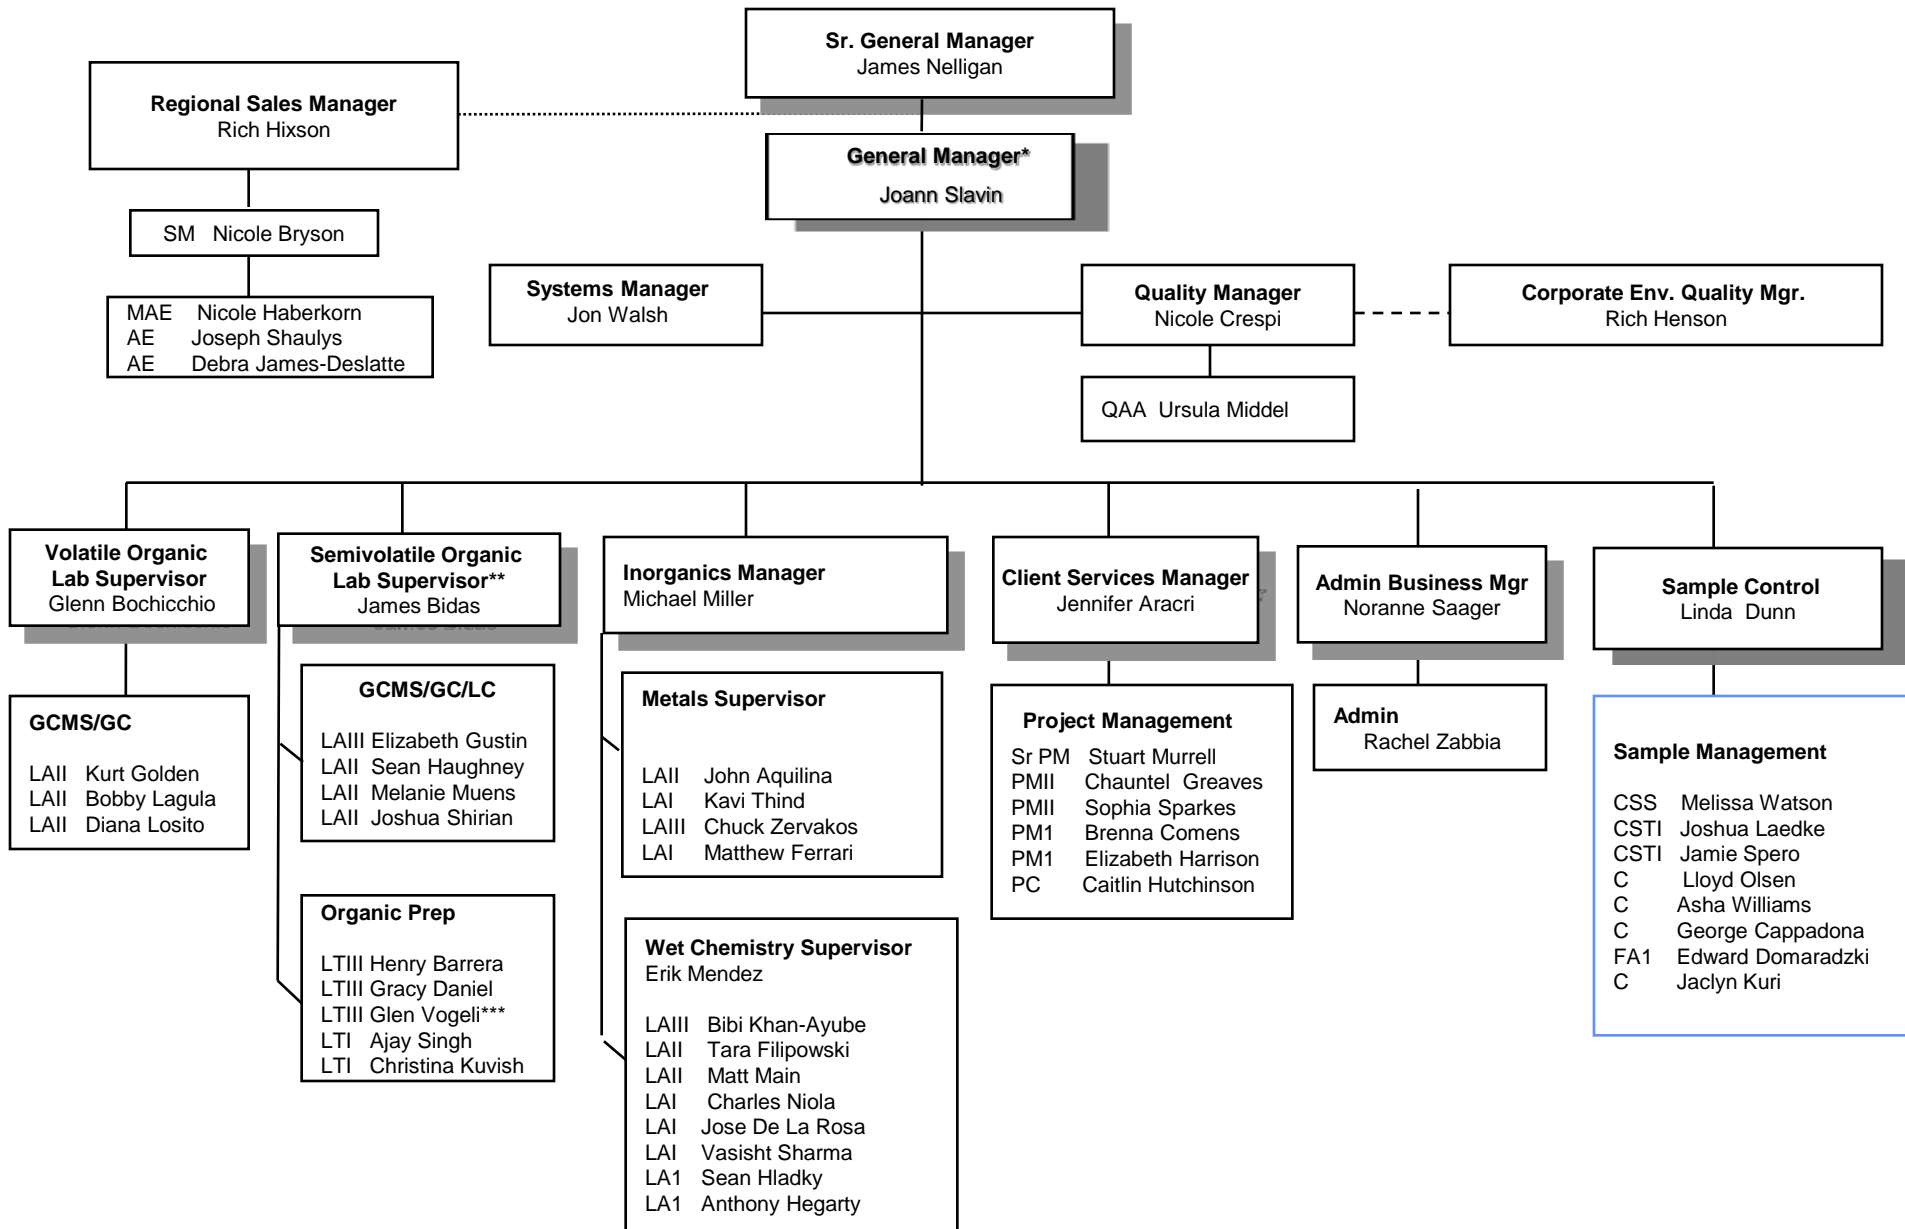 Sr. General Manager
James Nelligan
Regional Sales Manager
Rich Hixson
General Manager*
Joann Slavin
SM Nicole Bryson
MAE Nicole Haberkorn
AE Joseph Shaulys
AE Debra James-Deslatte
Systems Manager
Jon Walsh
Quality Manager
Nicole Crespi
Corporate Env. Quality Mgr.
Rich Henson
QAA Ursula Middel
Volatile Organic
Lab Supervisor
Glenn Bochicchio
Semivolatile Organic
Lab Supervisor**
James Bidas
Inorganics Manager
Michael Miller
Client Services Manager
Jennifer Aracri
Admin Business Mgr
Noranne Saager
Sample Control
Linda Dunn
GCMS/GC
LAII Kurt Golden
LAII Bobby Lagula
LAII Diana Losito
GCMS/GC/LC
LAIII Elizabeth Gustin
LAII Sean Haughney
LAII Melanie Muens
LAII Joshua Shirian
Organic Prep
LTIII Henry Barrera
LTIII Gracy Daniel
LTIII Glen Vogeli***
LTI Ajay Singh
LTI Christina Kuvish
Metals Supervisor
LAII John Aquilina
LAI Kavi Thind
LAIII Chuck Zervakos
LAI Matthew Ferrari
Wet Chemistry Supervisor
Erik Mendez
LAIII Bibi Khan-Ayube
LAII Tara Filipowski
LAII Matt Main
LAI Charles Niola
LAI Jose De La Rosa
LAI Vasisht Sharma
LA1 Sean Hladky
LA1 Anthony Hegarty
Project Management
Sr PM Stuart Murrell
PMII Chauntel Greaves
PMII Sophia Sparkes
PM1 Brenna Comens
PM1 Elizabeth Harrison
PC Caitlin Hutchinson
Admin
Rachel Zabbia
Sample Management
CSS Melissa Watson
CSTI Joshua Laedke
CSTI Jamie Spero
C Lloyd Olsen
C Asha Williams
C George Cappadona
FA1 Edward Domaradzki
C Jaclyn Kuri